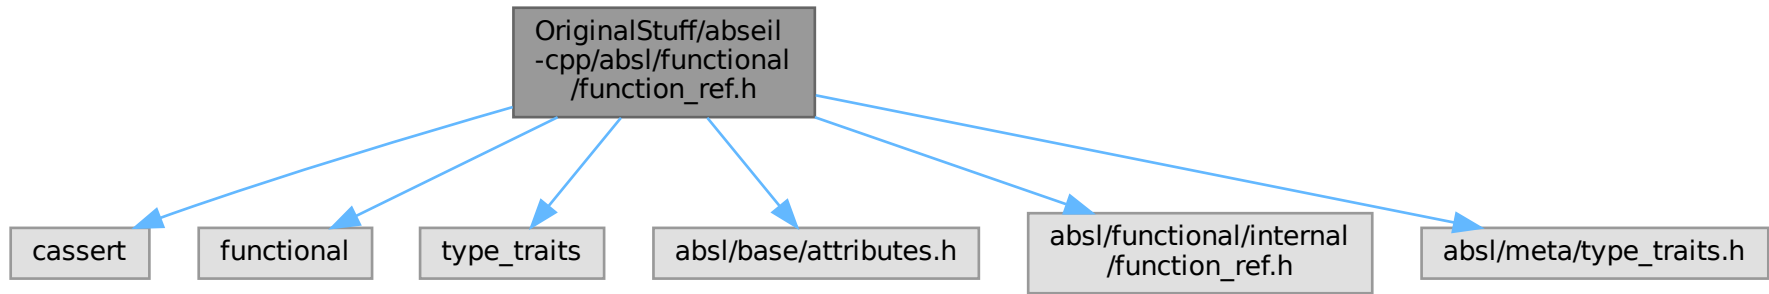 OriginalStuff/abseil
-cpp/absl/functional
/function_ref.h
cassert
functional
type_traits
absl/base/attributes.h
absl/functional/internal
/function_ref.h
absl/meta/type_traits.h